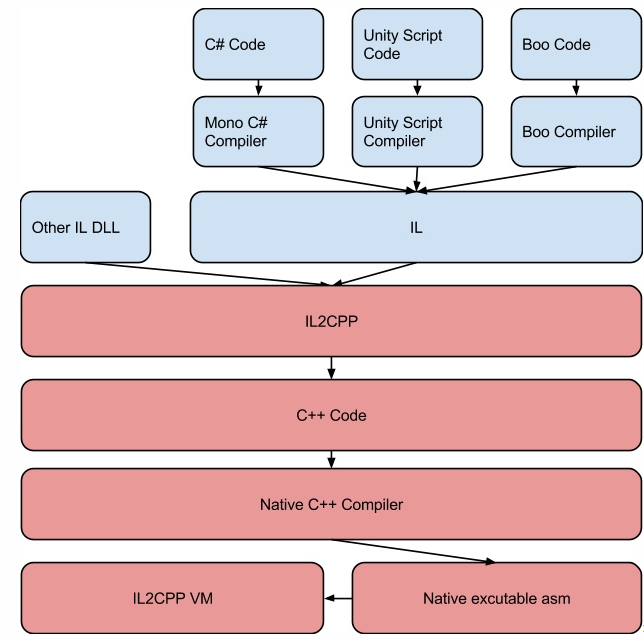 C# Code
Unity Script
Code
Boo Code
Mono C#
Compiler
Unity Script
Compiler
Boo Compiler
Other IL DLL
IL
IL2CPP
C++ Code
Native C++ Compiler
IL2CPP VM
Native excutable asm